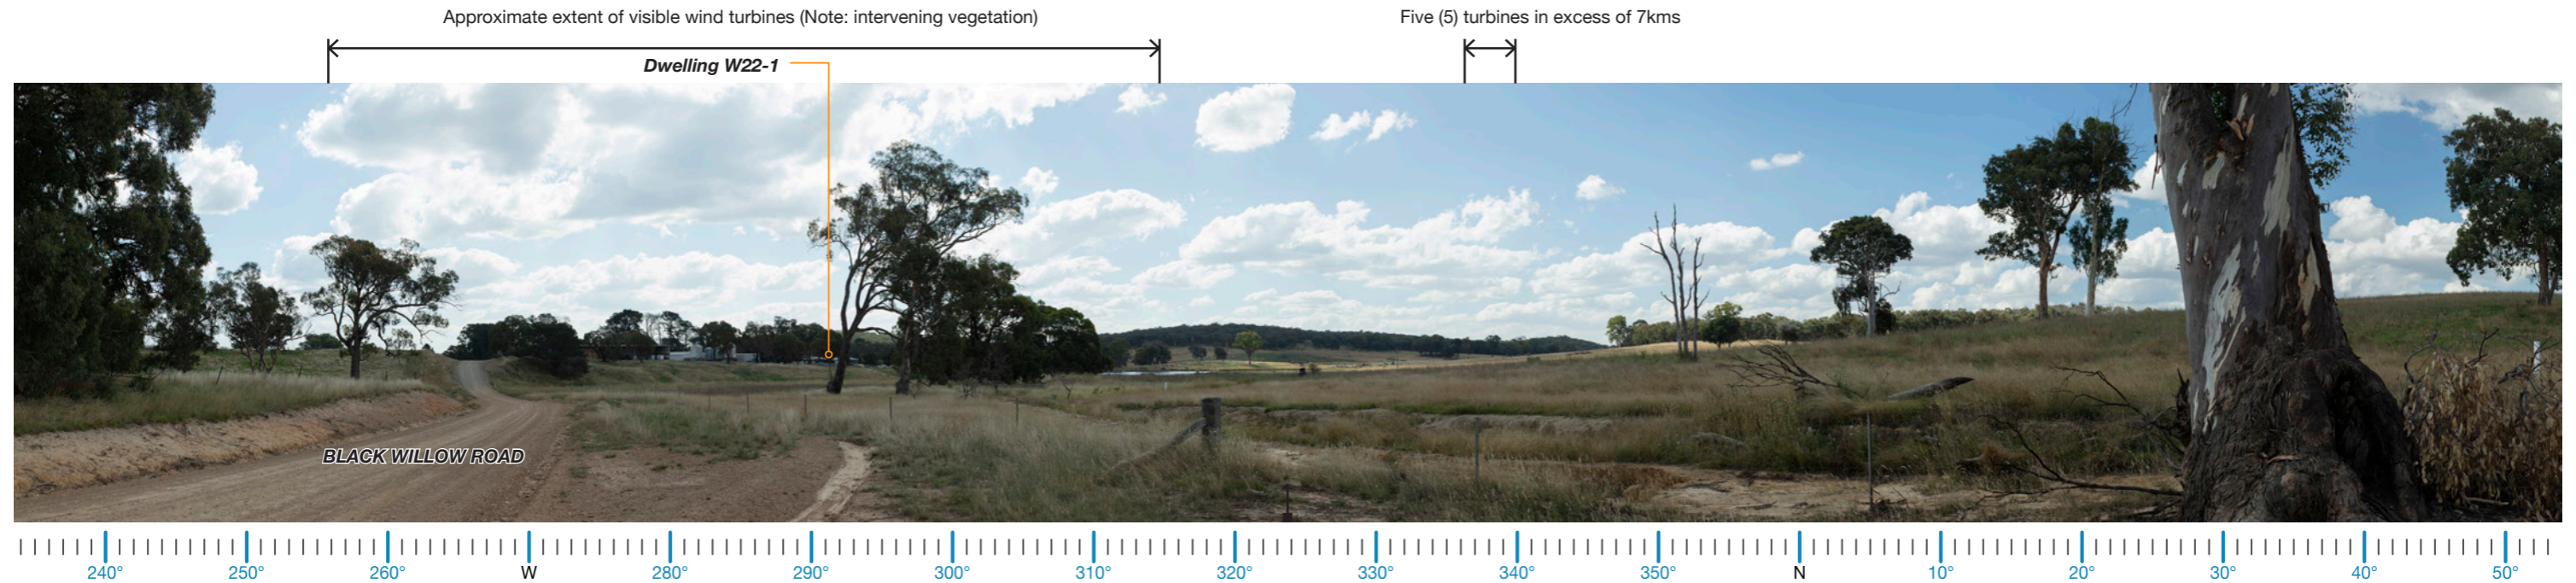 Approximate extent of visible wind turbines (Note: intervening vegetation)
Five (5) turbines in excess of 7kms
Dwelling W22-1
BLACK WILLOW ROAD
240° 250° 260° W 280° 290° 300° 310° 320° 330° 340° 350° N 10° 20° 30° 40° 50°